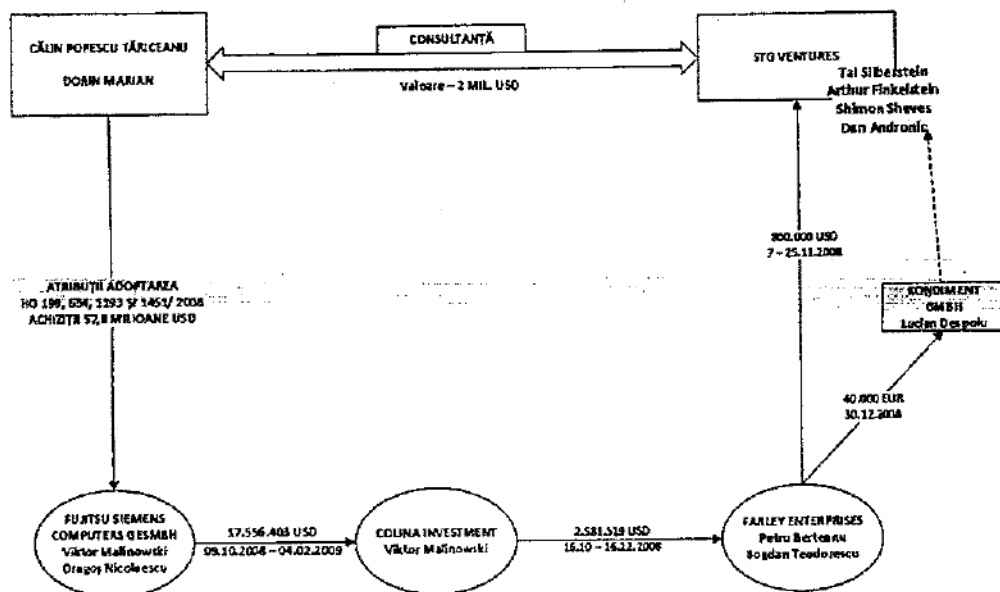 CĂLIN POPESCU TĂRICEANU
DORIN MARIAN
CONSULTANȚĂ
Valoare – 2 MIL. USD
STG VENTURES
Tal Silberstein
Arthur Finkelstein
Shimon Sheves
Dan Andronic
800.000 USD
7 – 25.11.2008
ATRIBUȚII ADOPTAREA
HG 199, 654, 1293 ȘI 1451/ 2008
ACHIZIȚII 57,8 MILIOANE USD
KONDIMENT
GMBH
Lucian Despoiu
40.000 EUR
30.12.2008
FUJITSU SIEMENS
COMPUTERS GESMBH
Viktor Malinowski
Dragoș Nicolaescu
17.556.403 USD
09.10.2008 – 04.02.2009
COLINA INVESTMENT
Viktor Malinowski
2.581.519 USD
16.10 – 16.12.2008
FARLEY ENTERPRISES
Petru Berteanu
Bogdan Teodorescu